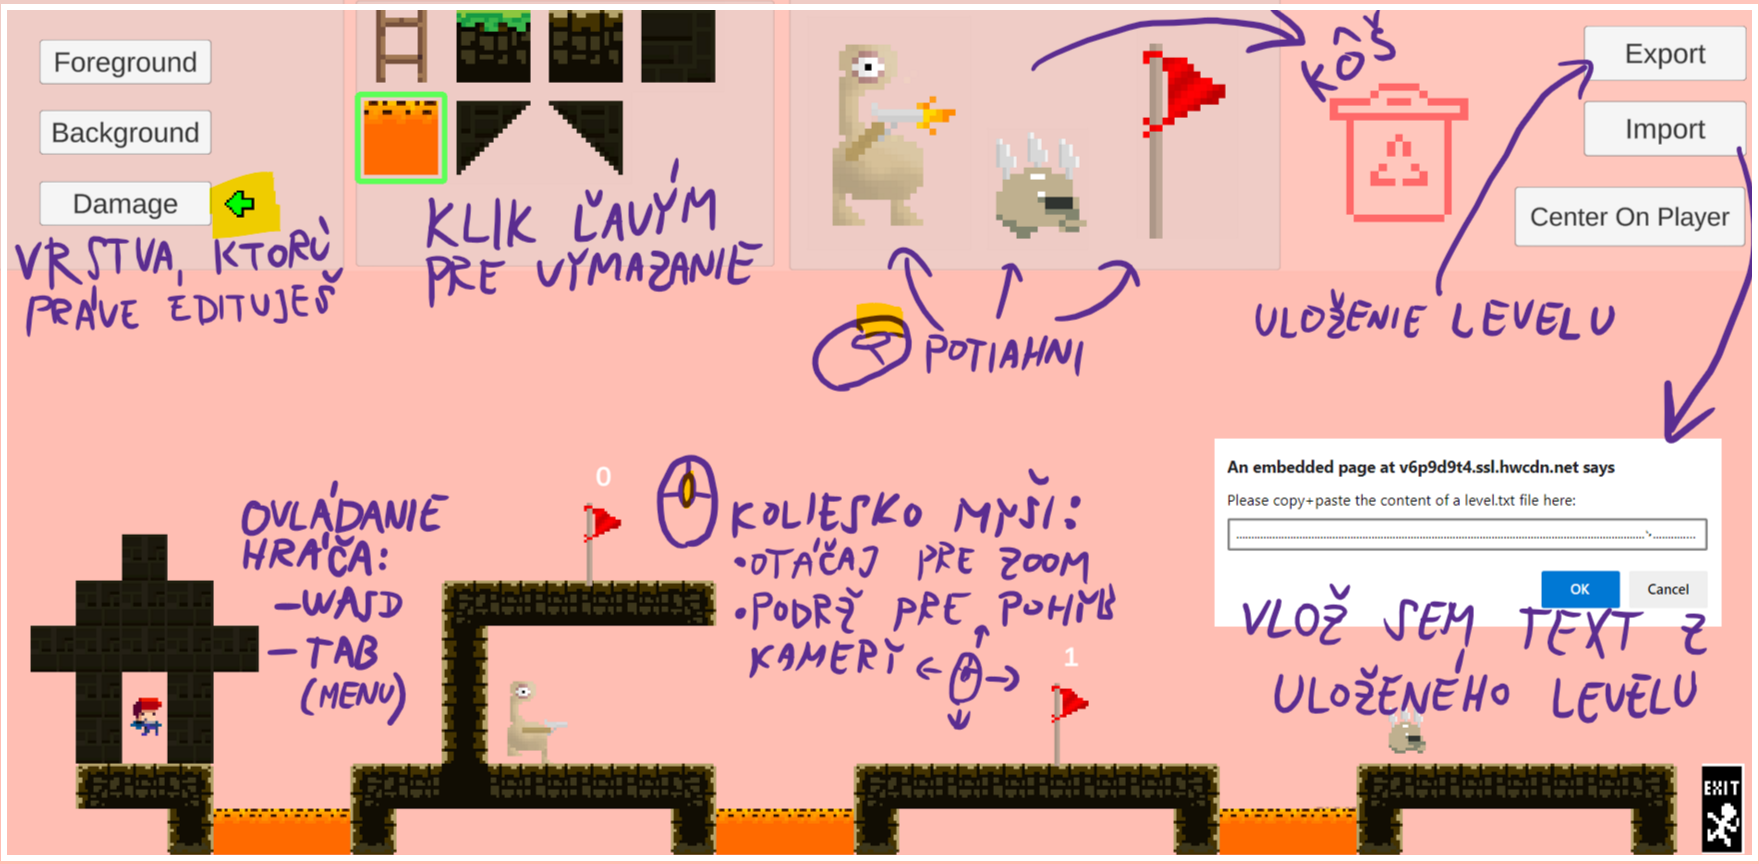 Foreground
Background
Damage
VRSTVA, KTORÚ
PRÁVE EDITUJEŠ
KLIK ĽAVÝM
PRE VYMAZANIE
KÔŠ
Export
Import
Center On Player
ULOŽENIE LEVELU
POTIAHNI
OVLÁDANIE
HRÁČA:
-WASD
-TAB
(MENU)
0
KOLIESKO MYŠI:
•OTÁČAJ PRE ZOOM
•PODRŽ PRE POHYB
KAMERY
1
An embedded page at v6p9d9t4.ssl.hwcdn.net says
Please copy+paste the content of a level.txt file here:
OK
Cancel
VLOŽ SEM TEXT Z
ULOŽENÉHO LEVELU
EXIT